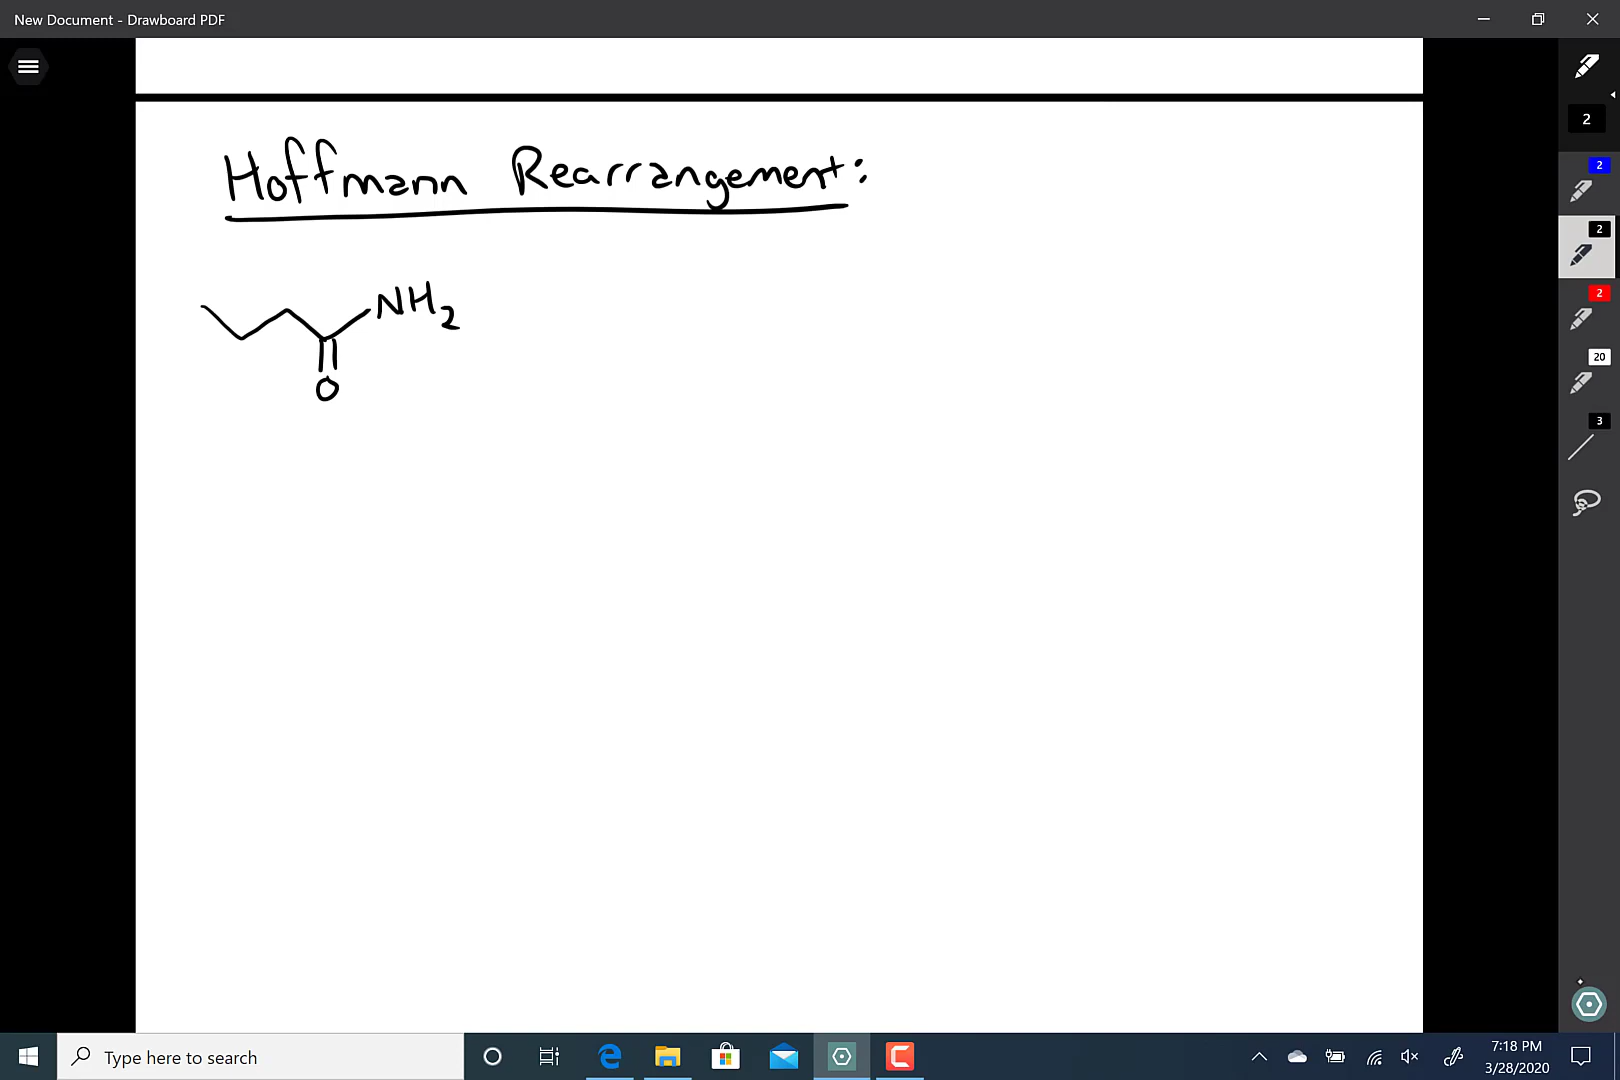 New Document - Drawboard PDF
2
2
2
2
20
3
Hoffmann Rearrangement:
NH2
O
Type here to search
7:18 PM
3/28/2020